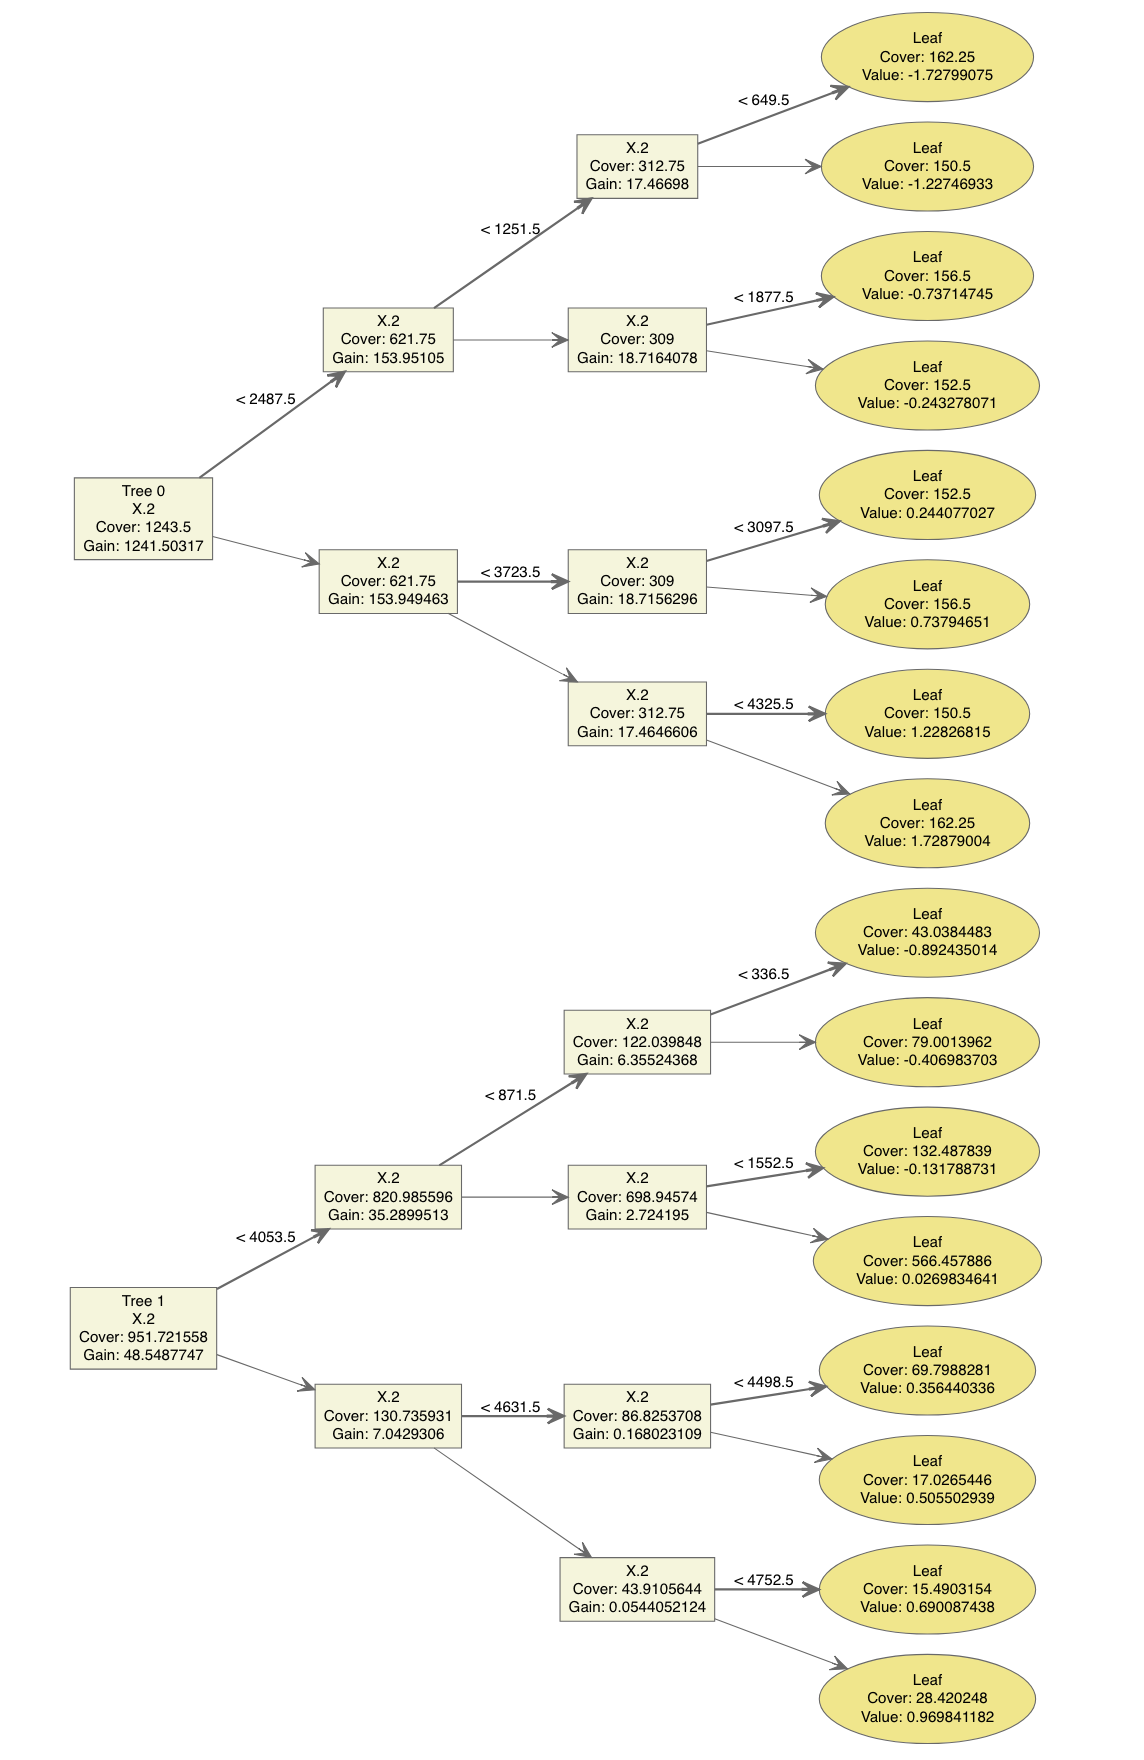 Leaf
Cover: 162.25
Value: -1.72799075
< 649.5
X.2
Cover: 312.75
Gain: 17.46698
Leaf
Cover: 150.5
Value: -1.22746933
< 1251.5
Leaf
Cover: 156.5
Value: -0.73714745
< 1877.5
X.2
Cover: 621.75
Gain: 153.95105
X.2
Cover: 309
Gain: 18.7164078
Leaf
Cover: 152.5
Value: -0.243278071
< 2487.5
Tree 0
X.2
Cover: 1243.5
Gain: 1241.50317
Leaf
Cover: 152.5
Value: 0.244077027
< 3097.5
X.2
Cover: 621.75
Gain: 153.949463
< 3723.5
X.2
Cover: 309
Gain: 18.7156296
Leaf
Cover: 156.5
Value: 0.73794651
X.2
Cover: 312.75
Gain: 17.4646606
< 4325.5
Leaf
Cover: 150.5
Value: 1.22826815
Leaf
Cover: 162.25
Value: 1.72879004
Leaf
Cover: 43.0384483
Value: -0.892435014
< 336.5
X.2
Cover: 122.039848
Gain: 6.35524368
Leaf
Cover: 79.0013962
Value: -0.406983703
< 871.5
Leaf
Cover: 132.487839
Value: -0.131788731
< 1552.5
X.2
Cover: 820.985596
Gain: 35.2899513
X.2
Cover: 698.94574
Gain: 2.724195
Leaf
Cover: 566.457886
Value: 0.0269834641
< 4053.5
Tree 1
X.2
Cover: 951.721558
Gain: 48.5487747
Leaf
Cover: 69.7988281
Value: 0.356440336
< 4498.5
X.2
Cover: 130.735931
Gain: 7.0429306
< 4631.5
X.2
Cover: 86.8253708
Gain: 0.168023109
Leaf
Cover: 17.0265446
Value: 0.505502939
X.2
Cover: 43.9105644
Gain: 0.0544052124
< 4752.5
Leaf
Cover: 15.4903154
Value: 0.690087438
Leaf
Cover: 28.420248
Value: 0.969841182